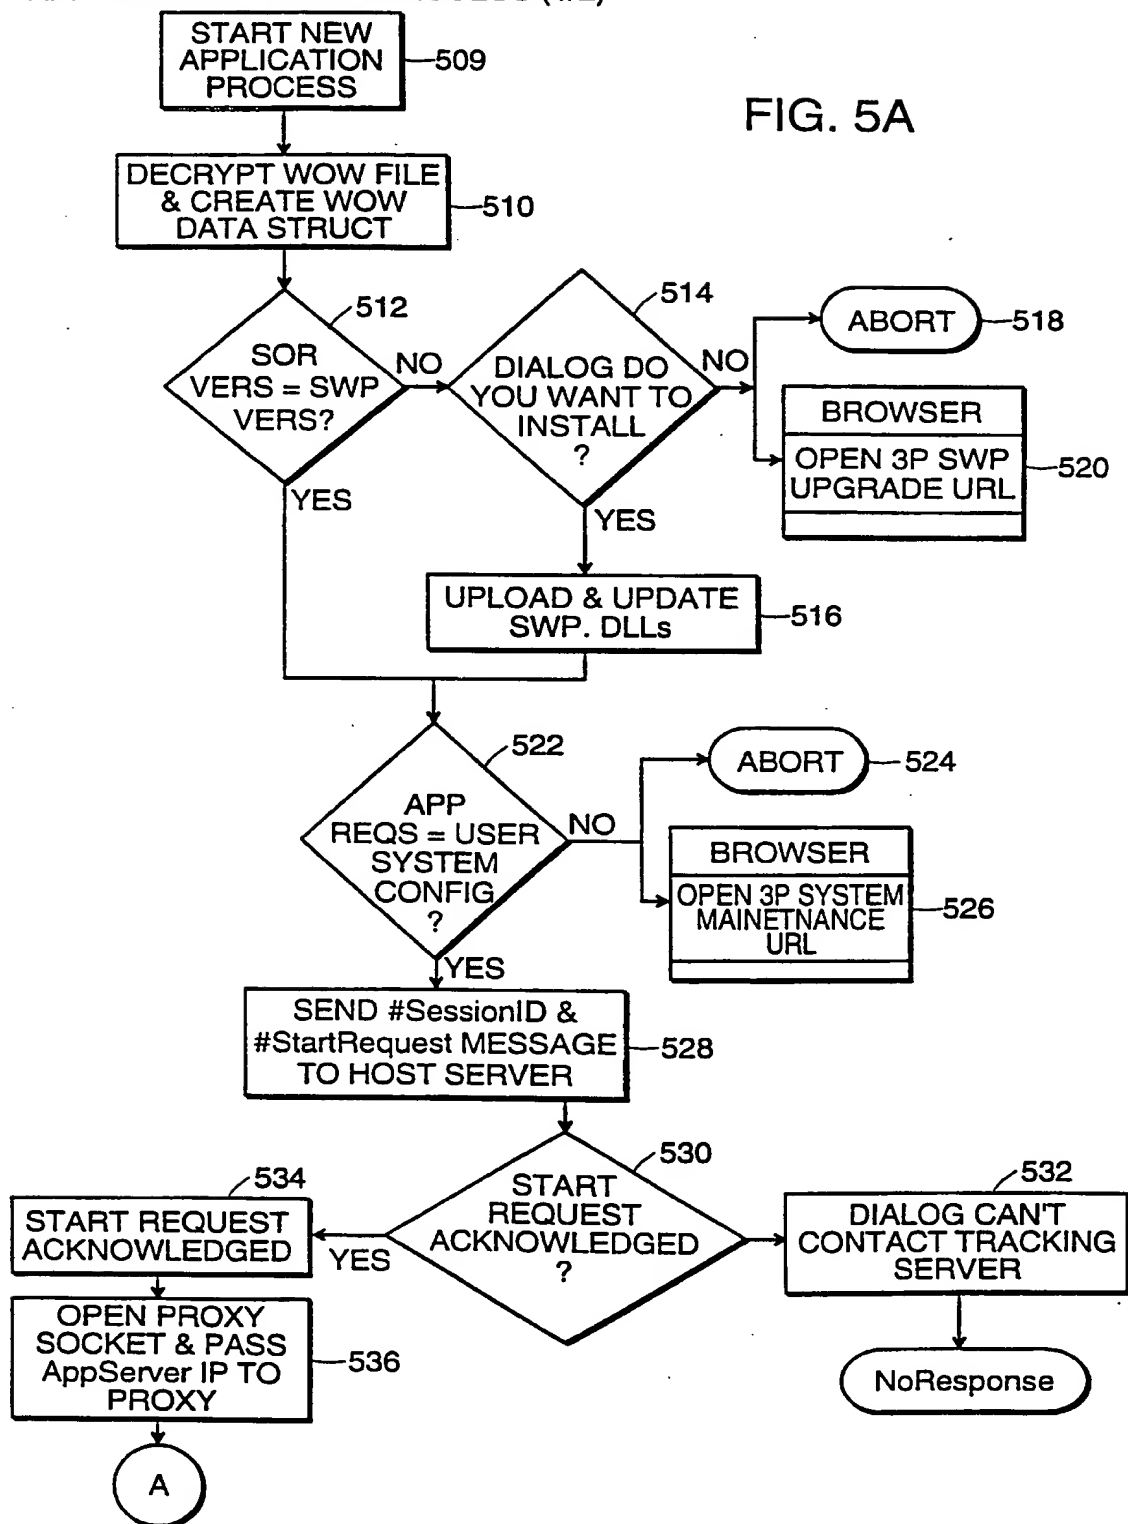 START NEW
APPLICATION
PROCESS
509
FIG. 5A
DECRYPT WOW FILE
& CREATE WOW
DATA STRUCT
510
512
SOR
VERS = SWP
VERS?
NO
YES
514
DIALOG DO
YOU WANT TO
INSTALL
?
NO
YES
ABORT
518
BROWSER
OPEN 3P SWP
UPGRADE URL
520
UPLOAD & UPDATE
SWP. DLLs
516
522
APP
REQS = USER
SYSTEM
CONFIG
?
NO
YES
ABORT
524
BROWSER
OPEN 3P SYSTEM
MAINETNANCE
URL
526
SEND #SessionID &
#StartRequest MESSAGE
TO HOST SERVER
528
530
START
REQUEST
ACKNOWLEDGED
?
YES
532
DIALOG CAN'T
CONTACT TRACKING
SERVER
NoResponse
534
START REQUEST
ACKNOWLEDGED
OPEN PROXY
SOCKET & PASS
AppServer IP TO
PROXY
536
A